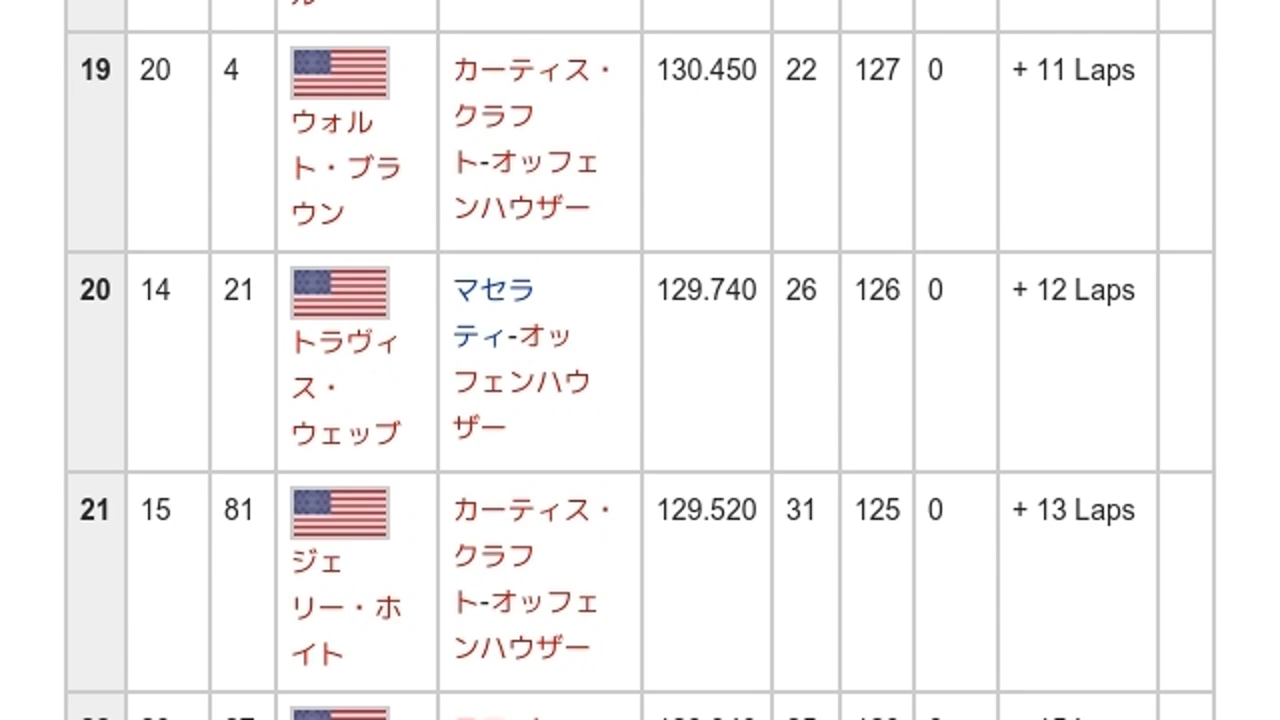 19 20 4 カーティス・ 130.450 22 127 0 + 11 Laps
クラフ
ウォル
ト・ブラ ト-オッフェ
ウン ンハウザー
20 14 21 マセラ 129.740 26 126 0 + 12 Laps
トラヴィ ティ-オッ
ス・ フェンハウ
ウェッブ ザー
21 15 81 カーティス・ 129.520 31 125 0 + 13 Laps
ジェ クラフ
リー・ホ ト-オッフェ
イト ンハウザー